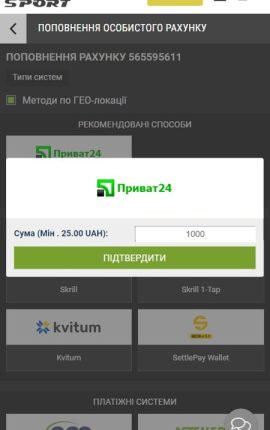 SPORT
ПОПОВНЕННЯ ОСОБИСТОГО РАХУНКУ
ПОПОВНЕННЯ РАХУНКУ 565595611
Типи систем
Методи по ГЕО-локації
РЕКОМЕНДОВАНІ СПОСОБИ
Приват24
Приват24
Сума (Мін . 25.00 UAH):
1000
ПІДТВЕРДИТИ
Skrill
Skrill 1-Tap
kvitum
Kvitum
SettlePay Wallet
ПЛАТІЖНІ СИСТЕМИ